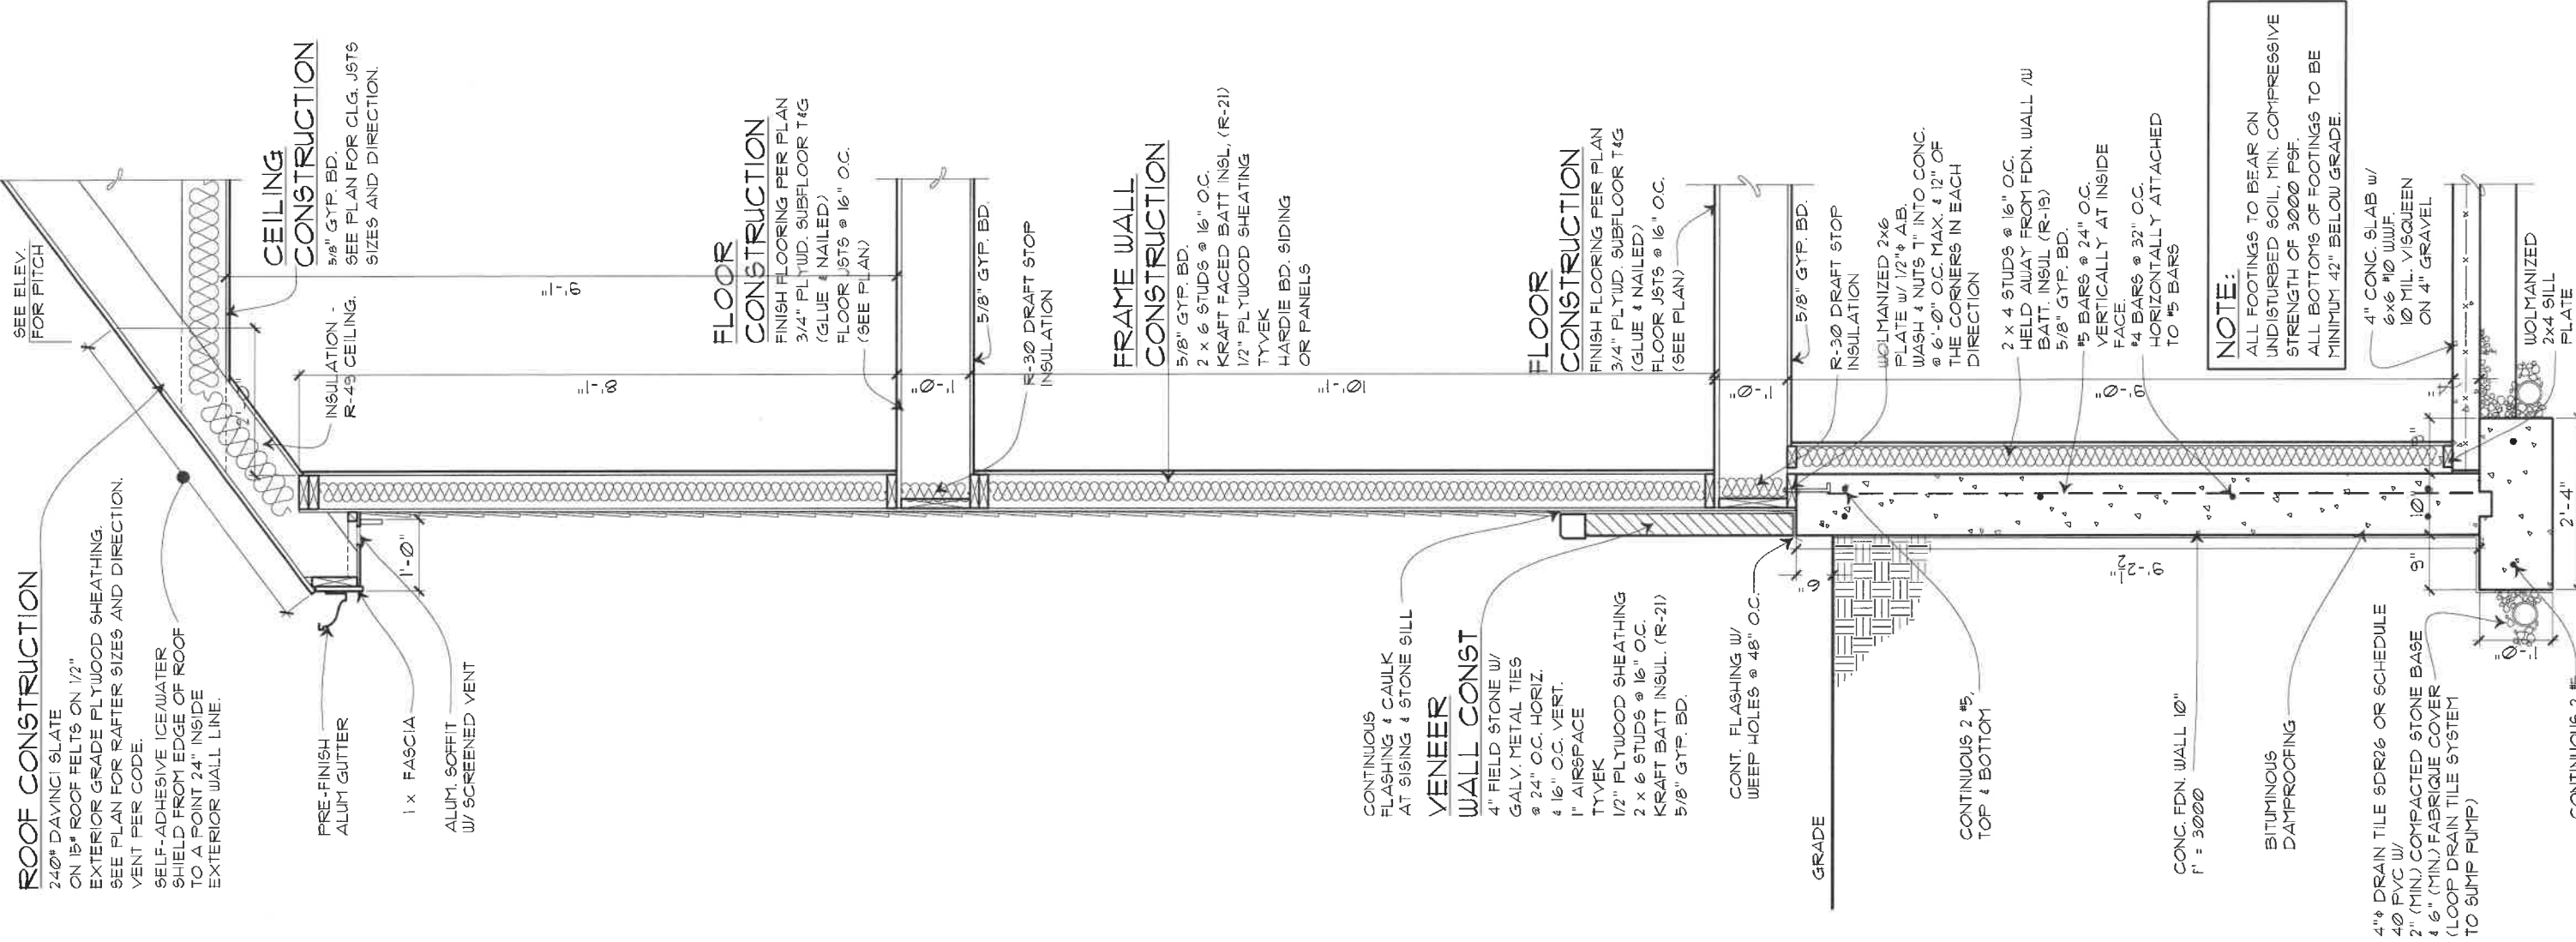 ROOF CONSTRUCTION
240# DAVINCI SLATE
ON 15# ROOF FELTS ON 1/2"
EXTERIOR GRADE PLYWOOD SHEATHING.
SEE PLAN FOR RAFTER SIZES AND DIRECTION.
VENT PER CODE.
SELF-ADHESIVE ICE/WATER
SHIELD FROM EDGE OF ROOF
TO A POINT 24" INSIDE
EXTERIOR WALL LINE.
SEE ELEV.
FOR PITCH
CEILING
CONSTRUCTION
5/8" GYP. BD.
SEE PLAN FOR CLG. JSTS
SIZES AND DIRECTION.
INSULATION -
R-49 CEILING.
9'-1"
8'-1"
PRE-FINISH
ALUM GUTTER
1 x FASCIA
ALUM. SOFFIT
W/ SCREENED VENT
1'-0"
FLOOR
CONSTRUCTION
FINISH FLOORING PER PLAN
3/4" PLYWD. SUBFLOOR T&G
(GLUE & NAILED)
FLOOR JSTS @ 16" O.C.
(SEE PLAN)
1'-0"
5/8" GYP. BD.
R-30 DRAFT STOP
INSULATION
FRAME WALL
CONSTRUCTION
5/8" GYP. BD.
2 x 6 STUDS @ 16" O.C.
KRAFT FACED BATT INSL, (R-21)
1/2" PLYWOOD SHEATING
TYVEK
HARDIE BD. SIDING
OR PANELS
10'-1"
CONTINUOUS
FLASHING & CAULK
AT SISING & STONE SILL
VENEER
WALL CONST
4" FIELD STONE W/
GALV. METAL TIES
@ 24" O.C. HORIZ.
& 16" O.C. VERT.
1" AIRSPACE
TYVEK
1/2" PLYWOOD SHEATHING
2 x 6 STUDS @ 16" O.C.
KRAFT BATT INSUL. (R-21)
5/8" GYP. BD.
CONT. FLASHING W/
WEEP HOLES @ 48" O.C.
FLOOR
CONSTRUCTION
FINISH FLOORING PER PLAN
3/4" PLYWD. SUBFLOOR T&G
(GLUE & NAILED)
FLOOR JSTS @ 16" O.C.
(SEE PLAN)
1'-0"
5/8" GYP. BD.
R-30 DRAFT STOP
INSULATION
WOLMANIZED 2x6
PLATE w/ 1/2"ϕ A.B.
WASH & NUTS 7" INTO CONC.
@ 6'-0" O.C. MAX. & 12" OF
THE CORNERS IN EACH
DIRECTION
2 x 4 STUDS @ 16" O.C.
HELD AWAY FROM FDN. WALL /W
BATT. INSUL (R-19).
5/8" GYP. BD.
#5 BARS @ 24" O.C.
VERTICALLY AT INSIDE
FACE.
#4 BARS @ 32" O.C.
HORIZONTALLY ATTACHED
TO #5 BARS
9'-0"
GRADE
6"
CONTINUOUS 2 #5,
TOP & BOTTOM
9'-2½"
CONC. FDN. WALL 10"
F' = 3000
BITUMINOUS
DAMPROOFING
NOTE:
ALL FOOTINGS TO BEAR ON
UNDISTURBED SOIL, MIN. COMPRESSIVE
STRENGTH OF 3000 PSF.
ALL BOTTOMS OF FOOTINGS TO BE
MINIMUM 42" BELOW GRADE.
4" CONC. SLAB w/
6x6 #10 WWF.
10 MIL. VISQUEEN
ON 4" GRAVEL
WOLMANIZED
2x4 SILL
PLATE
9"
10"
2'-4"
1'-0"
4"ϕ DRAIN TILE SDR26 OR SCHEDULE
40 PVC W/
2" (MIN.) COMPACTED STONE BASE
& 6" (MIN.) FABRIQUE COVER
(LOOP DRAIN TILE SYSTEM
TO SUMP PUMP)
CONTINUOUS 2